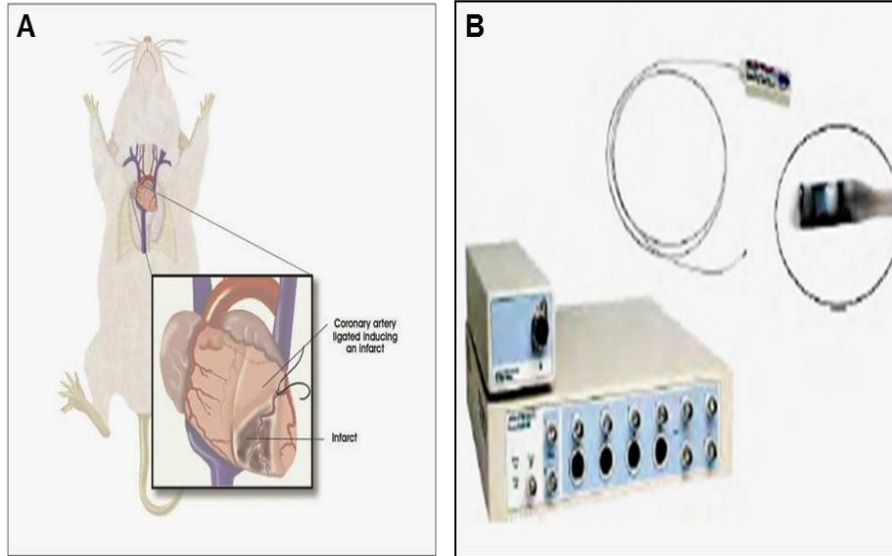 A
B
Coronary artery
ligated inducing
an infarct
Infarct